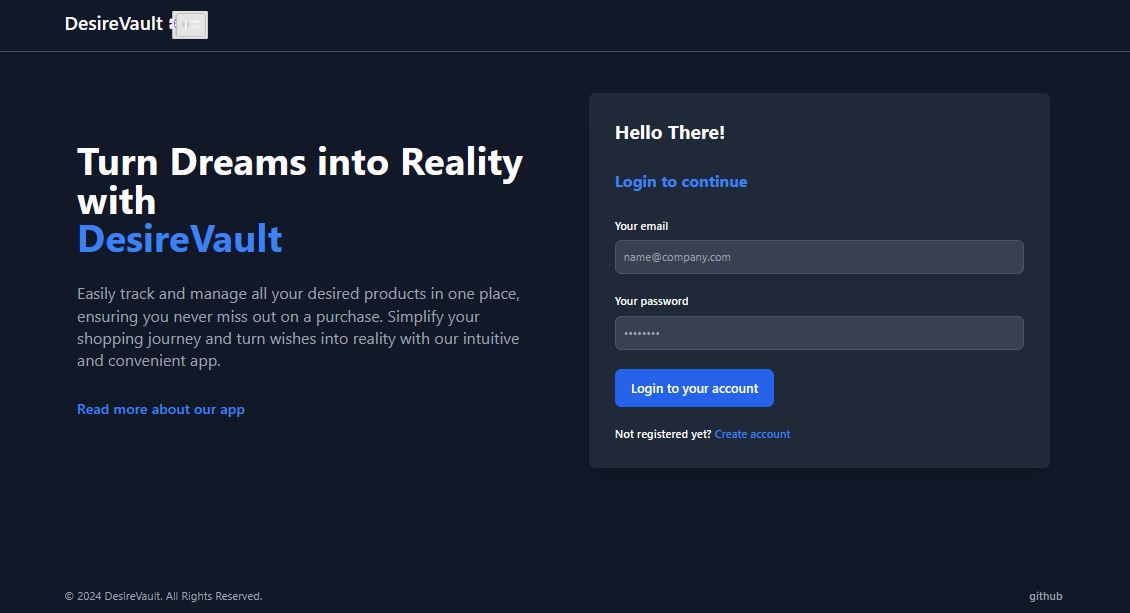 DesireVault
Turn Dreams into Reality
with
DesireVault
Easily track and manage all your desired products in one place,
ensuring you never miss out on a purchase. Simplify your
shopping journey and turn wishes into reality with our intuitive
and convenient app.
Read more about our app
Hello There!
Login to continue
Your email
name@company.com
Your password
••••••••
Login to your account
Not registered yet? Create account
© 2024 DesireVault. All Rights Reserved.
github